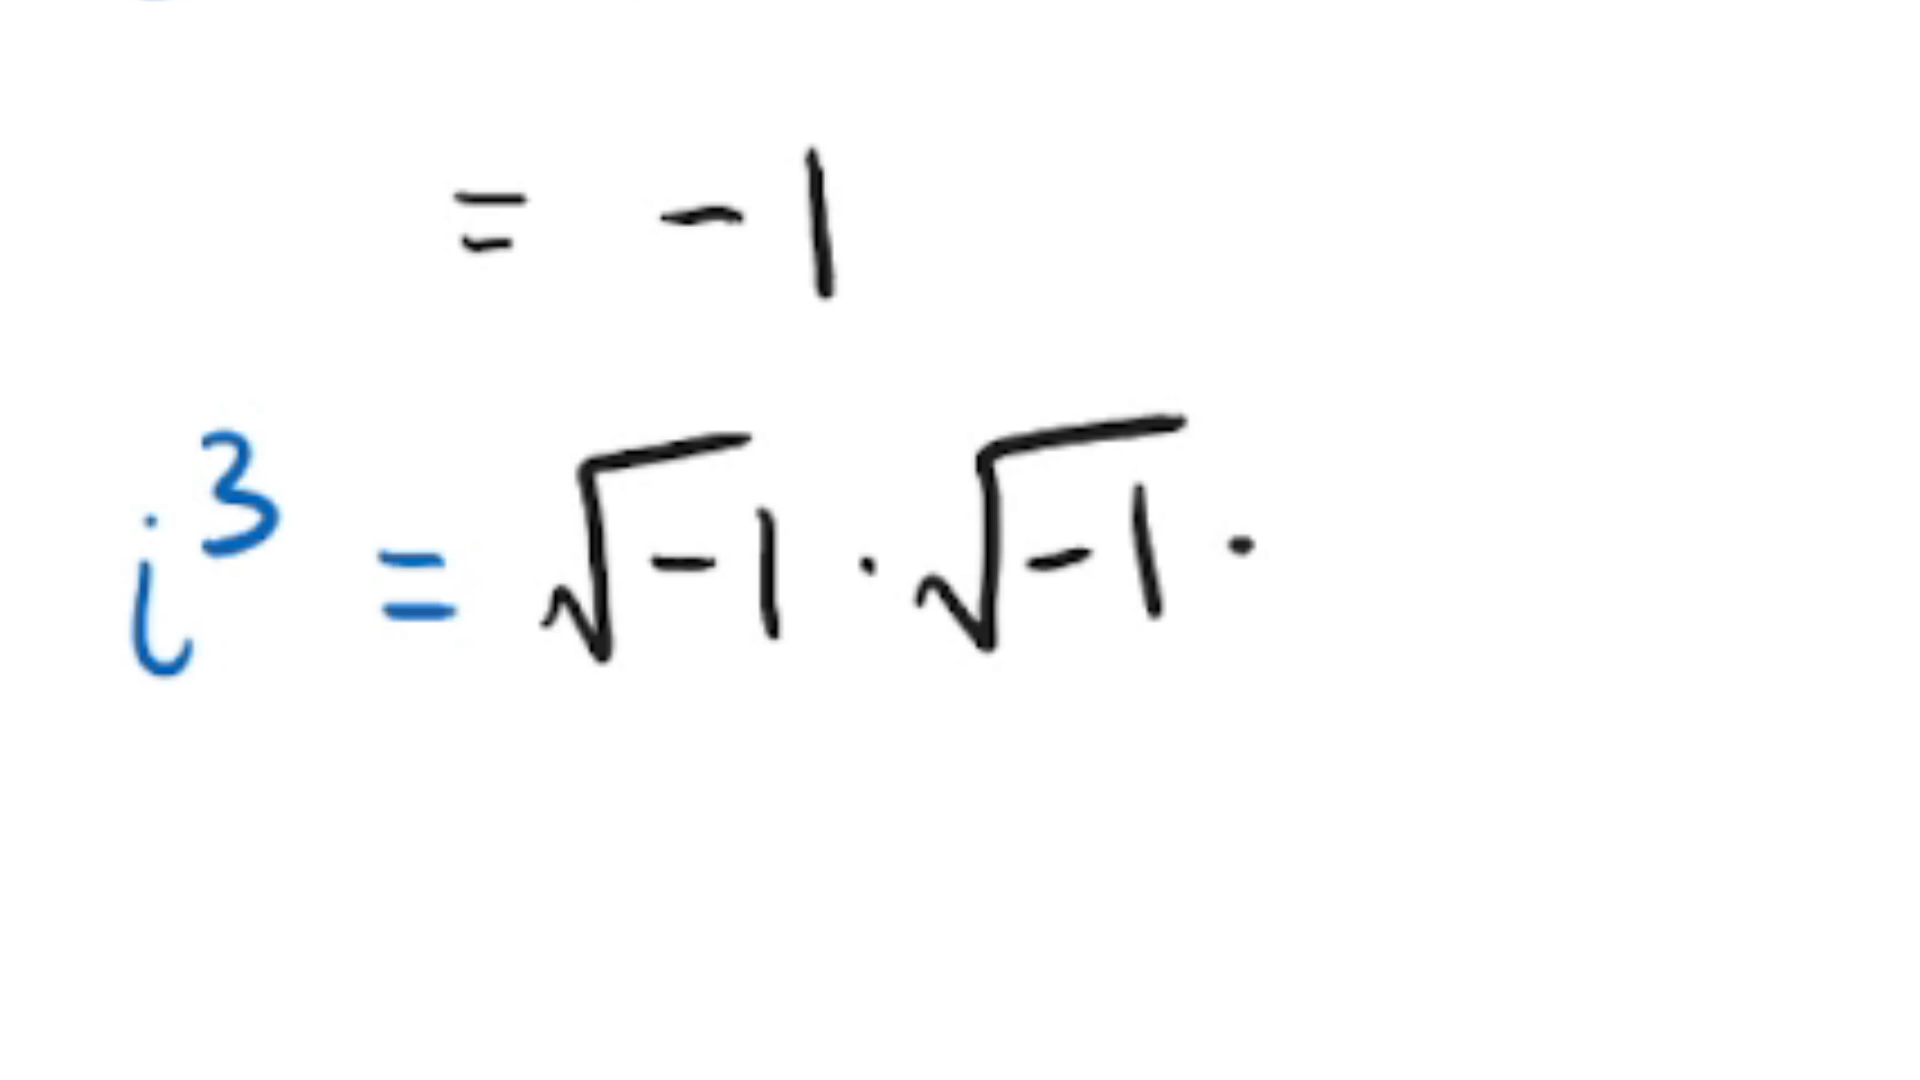 = -1
i³ = √-1 · √-1 ·